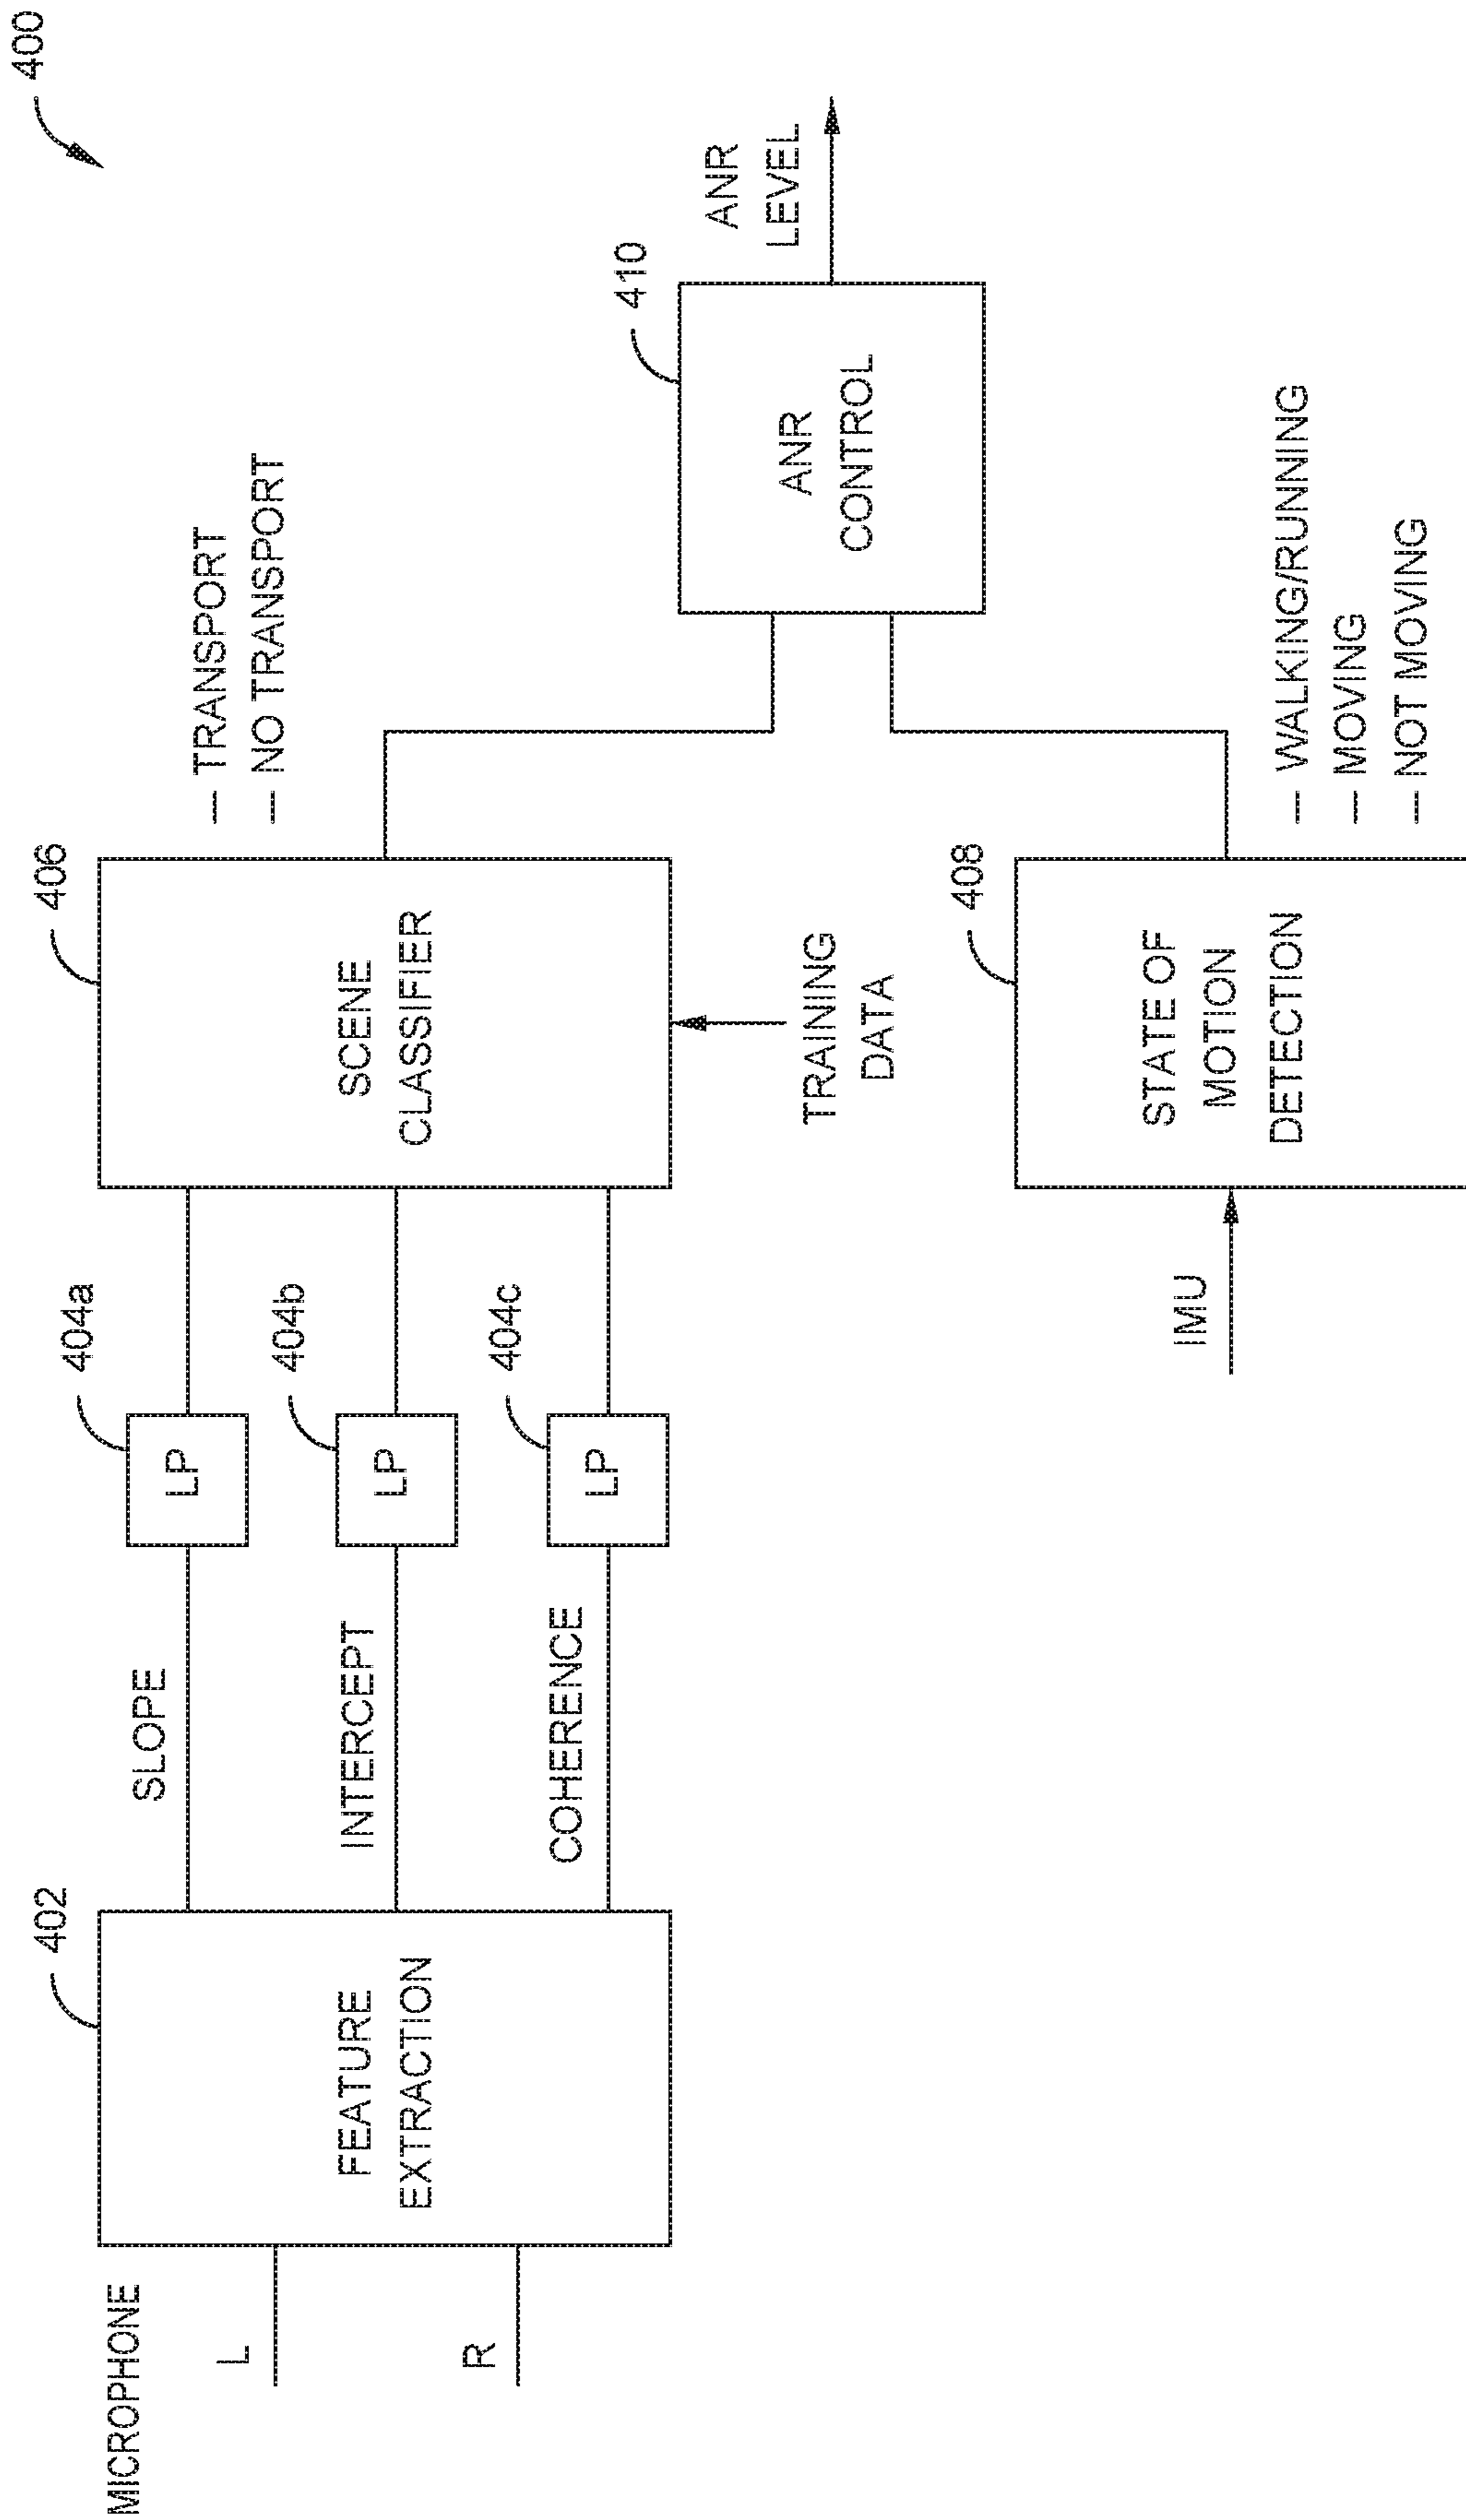 400
MICROPHONE
L
R
402
FEATURE
EXTRACTION
SLOPE
INTERCEPT
COHERENCE
404a
LP
404b
LP
404c
LP
406
SCENE
CLASSIFIER
TRAINING
DATA
— TRANSPORT
— NO TRANSPORT
IMU
408
STATE OF
MOTION
DETECTION
— WALKING/RUNNING
— MOVING
— NOT MOVING
410
ANR
CONTROL
ANR
LEVEL